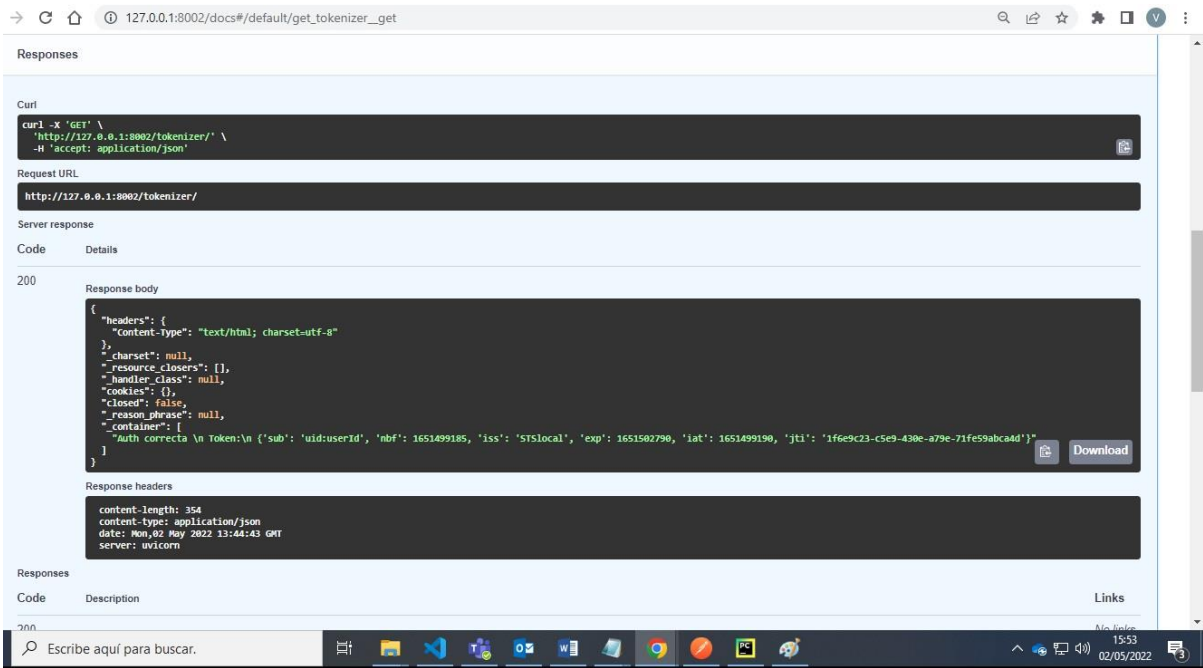 127.0.0.1:8002/docs#/default/get_tokenizer__get
V
Responses
Curl
curl -X 'GET' \
'http://127.0.0.1:8002/tokenizer/' \
-H 'accept: application/json'
Request URL
http://127.0.0.1:8002/tokenizer/
Server response
Code Details
200
Response body
{
"headers": {
"Content-Type": "text/html; charset=utf-8"
},
"_charset": null,
"_resource_closers": [],
"_handler_class": null,
"cookies": {},
"closed": false,
"_reason_phrase": null,
"_container": [
"Auth correcta \n Token:\n {'sub': 'uid:userId', 'nbf': 1651499185, 'iss': 'STSlocal', 'exp': 1651502790, 'iat': 1651499190, 'jti': '1f6e9c23-c5e9-430e-a79e-71fe59abca4d'}"
]
}
Download
Response headers
content-length: 354
content-type: application/json
date: Mon,02 May 2022 13:44:43 GMT
server: uvicorn
Responses
Code Description Links
200 No links
Escribe aquí para buscar.
PC
15:53
02/05/2022
3